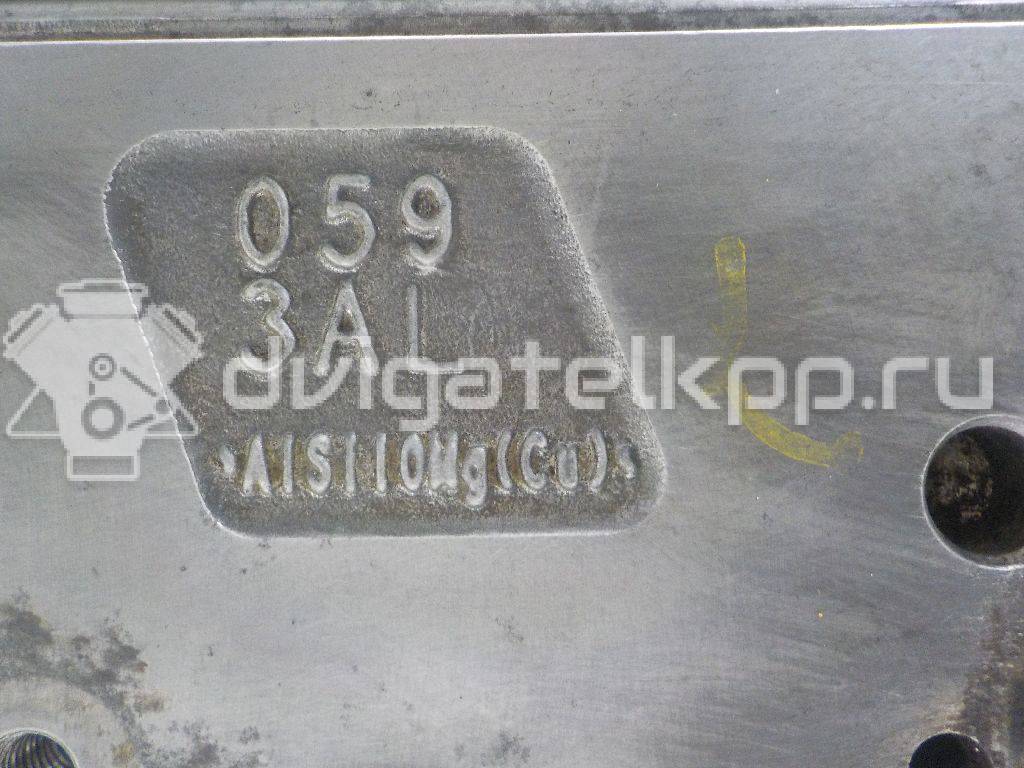 059
3AL
>AlSi10Mg(Cu)<
dvigatelkpp.ru